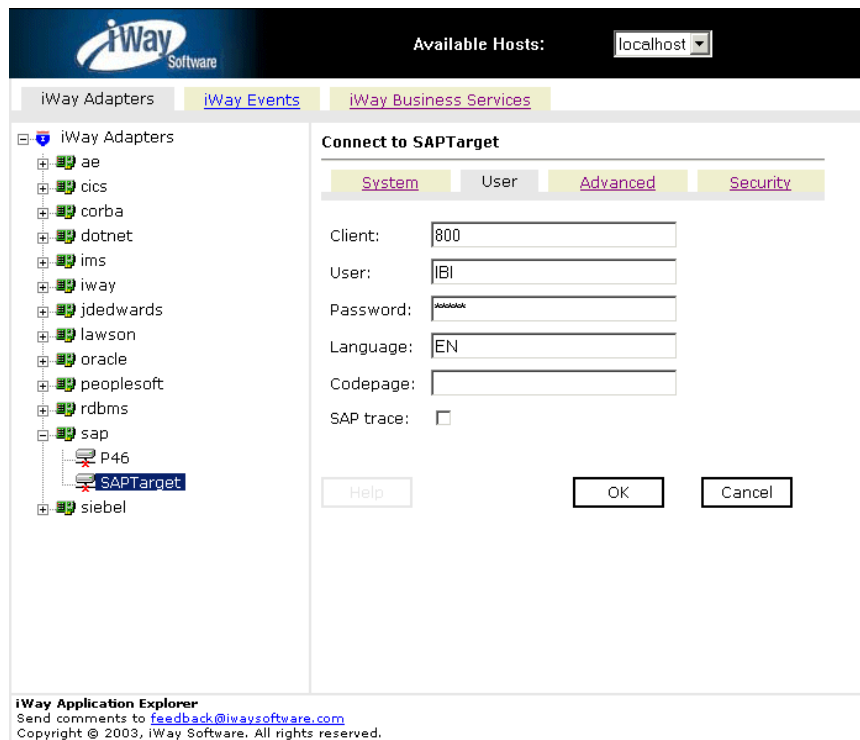 iWay
Software
Available Hosts: localhost
iWay Adapters iWay Events iWay Business Services
iWay Adapters
ae
cics
corba
dotnet
ims
iway
jdedwards
lawson
oracle
peoplesoft
rdbms
sap
P46
SAPTarget
siebel
Connect to SAPTarget
System User Advanced Security
Client: 800
User: IBI
Password: *****
Language: EN
Codepage:
SAP trace:
Help OK Cancel
iWay Application Explorer
Send comments to feedback@iwaysoftware.com
Copyright © 2003, iWay Software. All rights reserved.